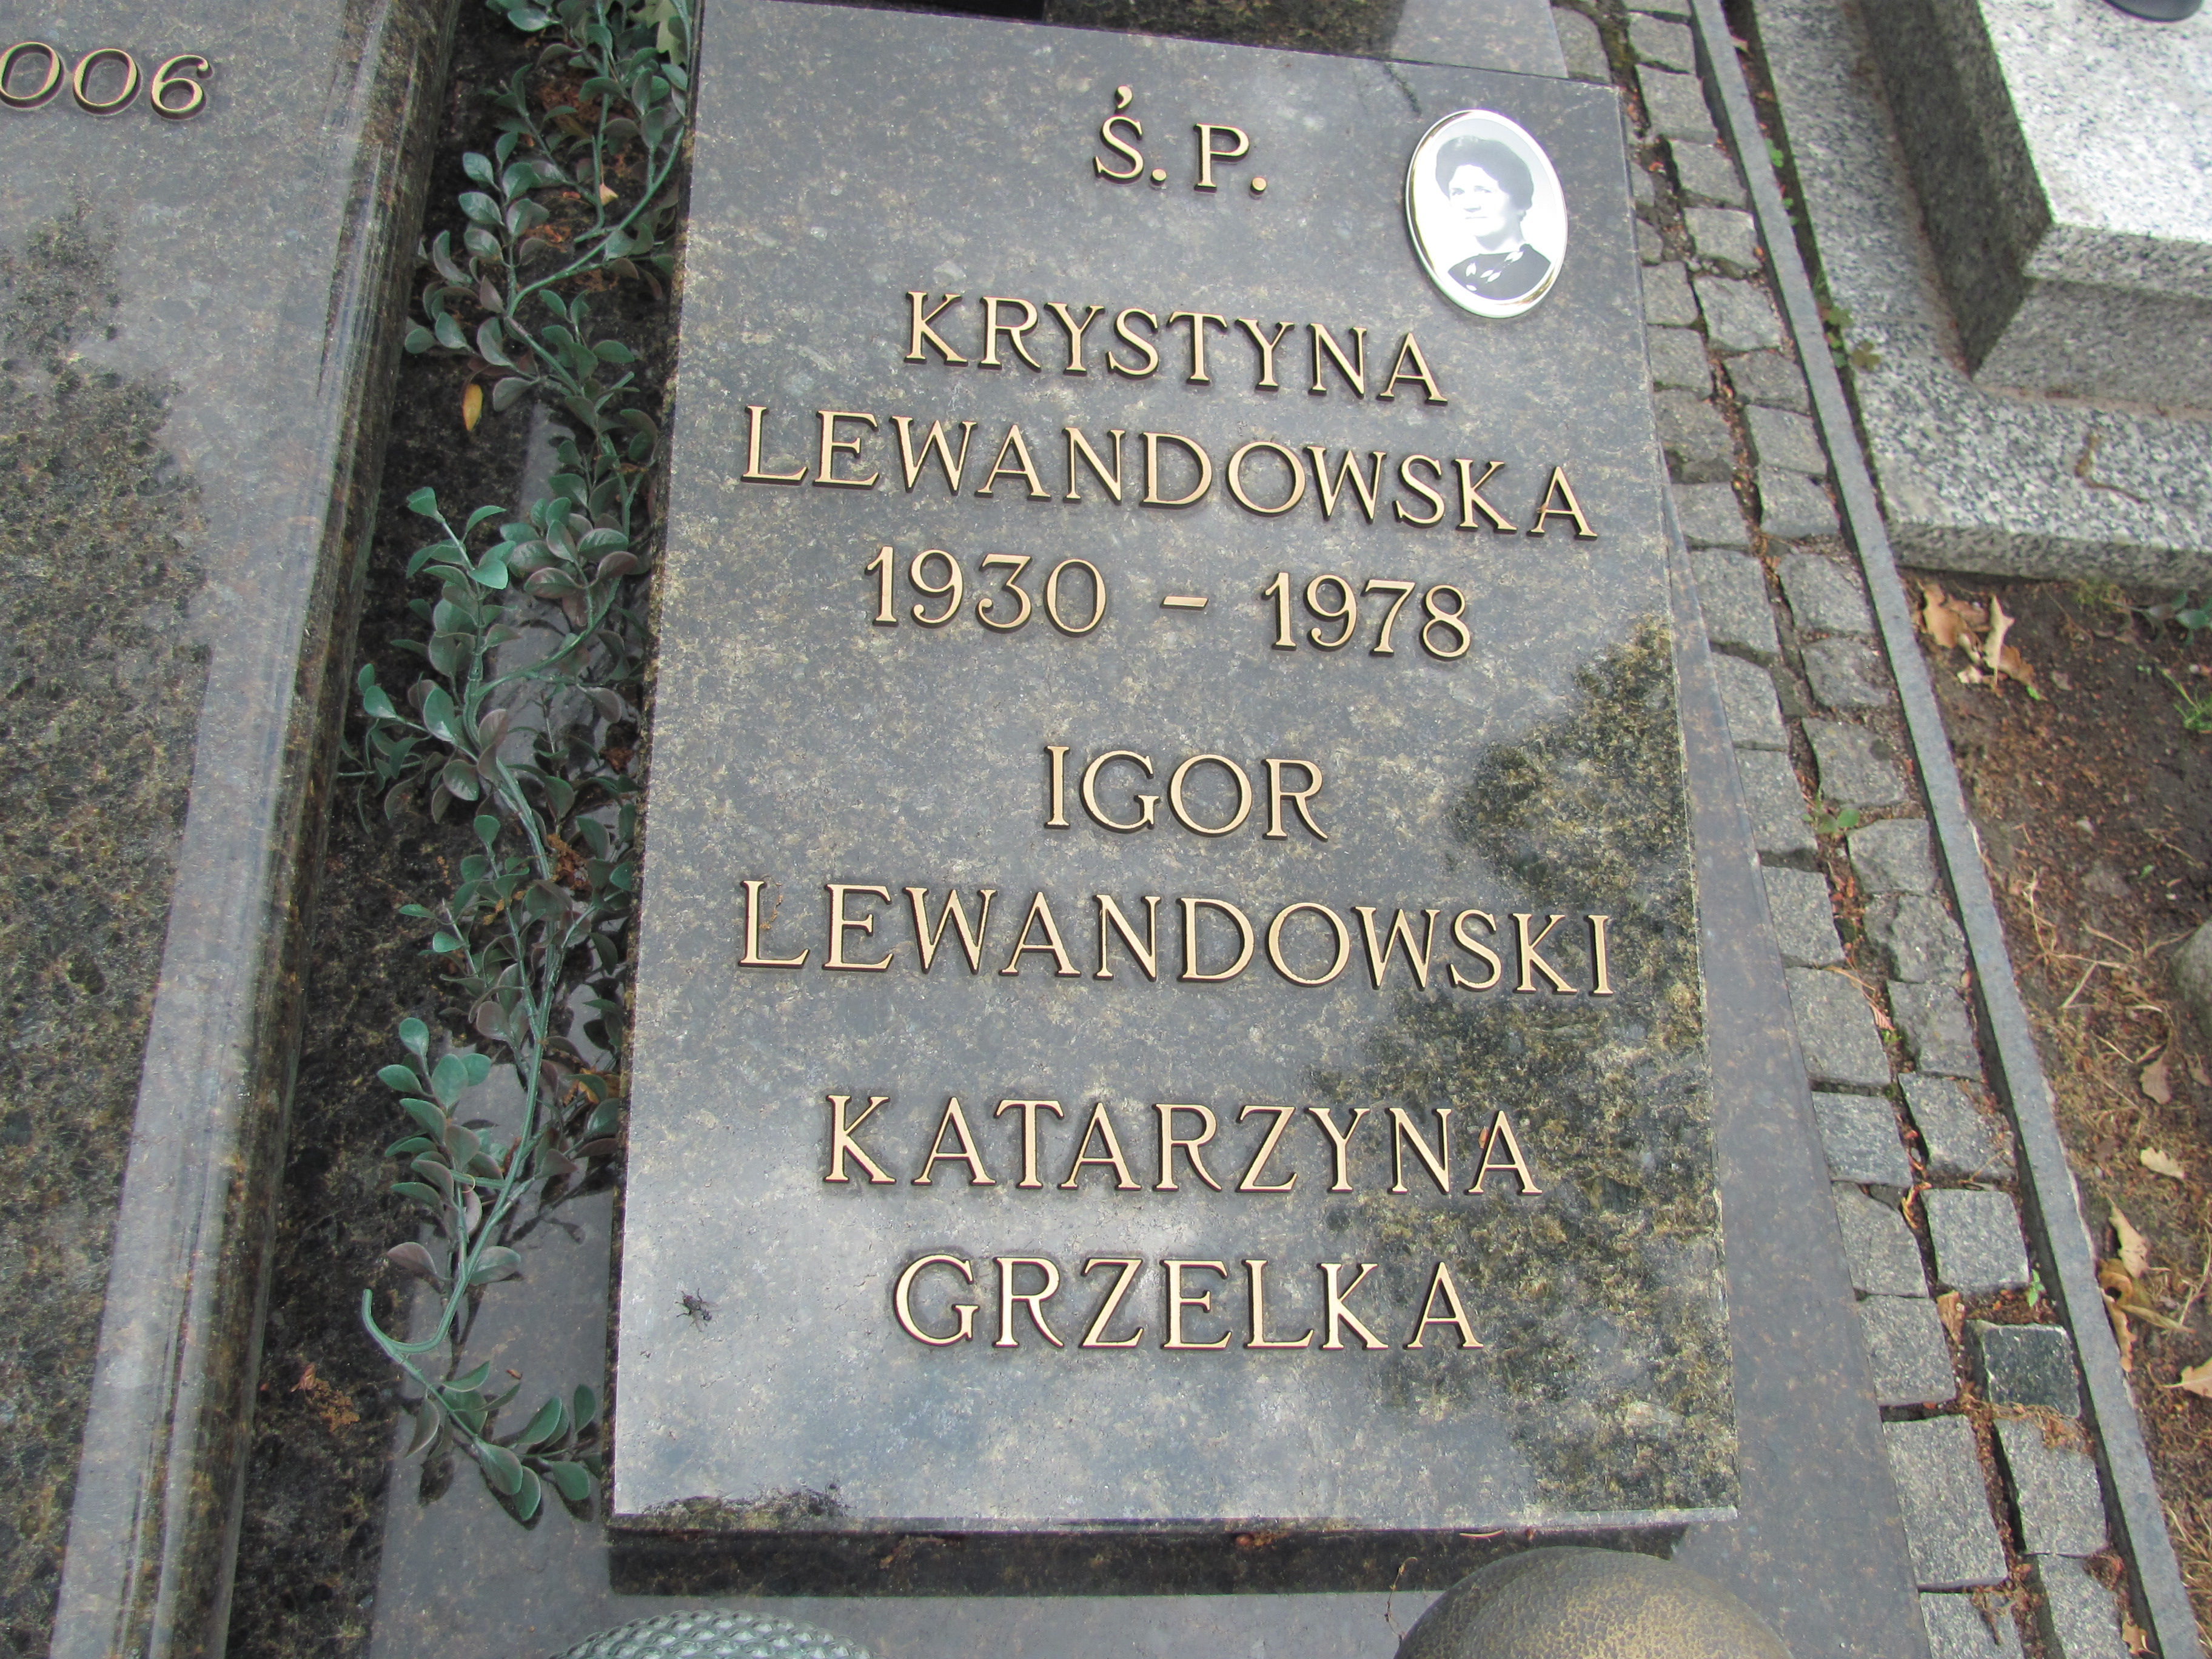 006
Ś. P.
KRYSTYNA
LEWANDOWSKA
1930 - 1978
IGOR
LEWANDOWSKI
KATARZYNA
GRZELKA